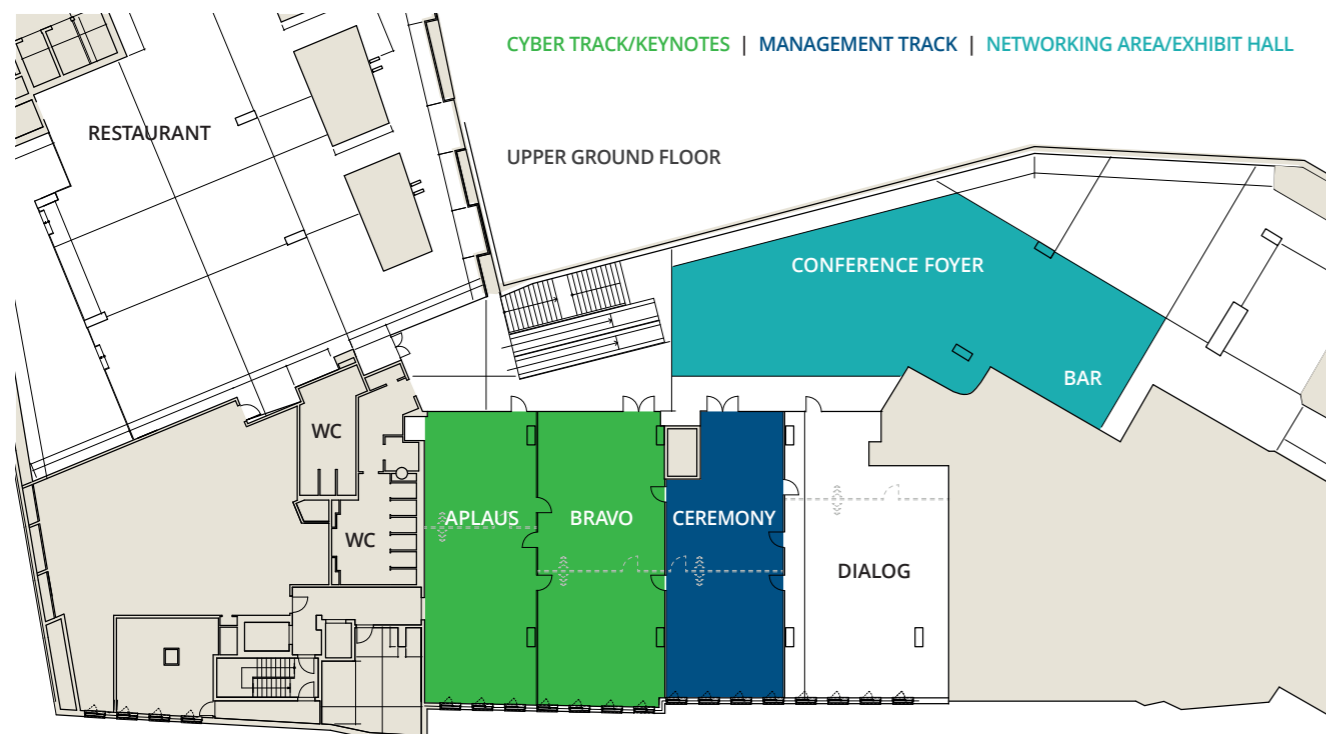 CYBER TRACK/KEYNOTES | MANAGEMENT TRACK | NETWORKING AREA/EXHIBIT HALL
RESTAURANT
UPPER GROUND FLOOR
CONFERENCE FOYER
BAR
WC
WC
APLAUS
BRAVO
CEREMONY
DIALOG